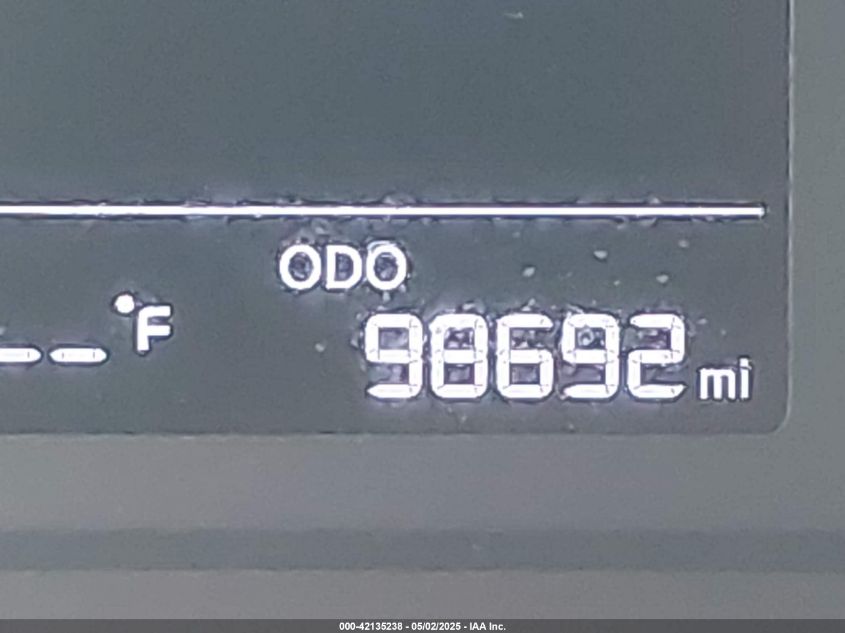 ODO
-- °F
98692 mi
000-42135238 - 05/02/2025 - IAA Inc.